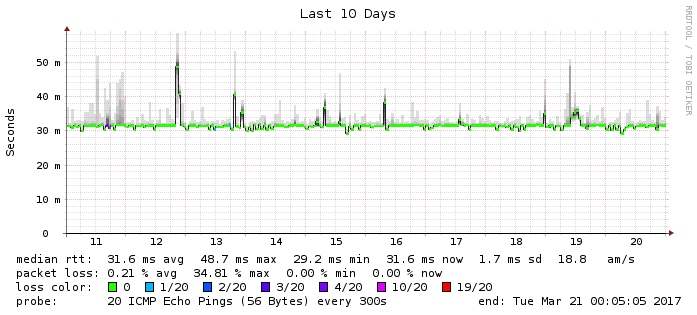 Last 10 Days
RRDTOOL / TOBI OETIKER
Seconds
50 m
40 m
30 m
20 m
10 m
0 m
11 12 13 14 15 16 17 18 19 20
median rtt: 31.6 ms avg 48.7 ms max 29.2 ms min 31.6 ms now 1.7 ms sd 18.8 am/s
packet loss: 0.21 % avg 34.81 % max 0.00 % min 0.00 % now
loss color: 0 1/20 2/20 3/20 4/20 10/20 19/20
probe: 20 ICMP Echo Pings (56 Bytes) every 300s end: Tue Mar 21 00:05:05 2017